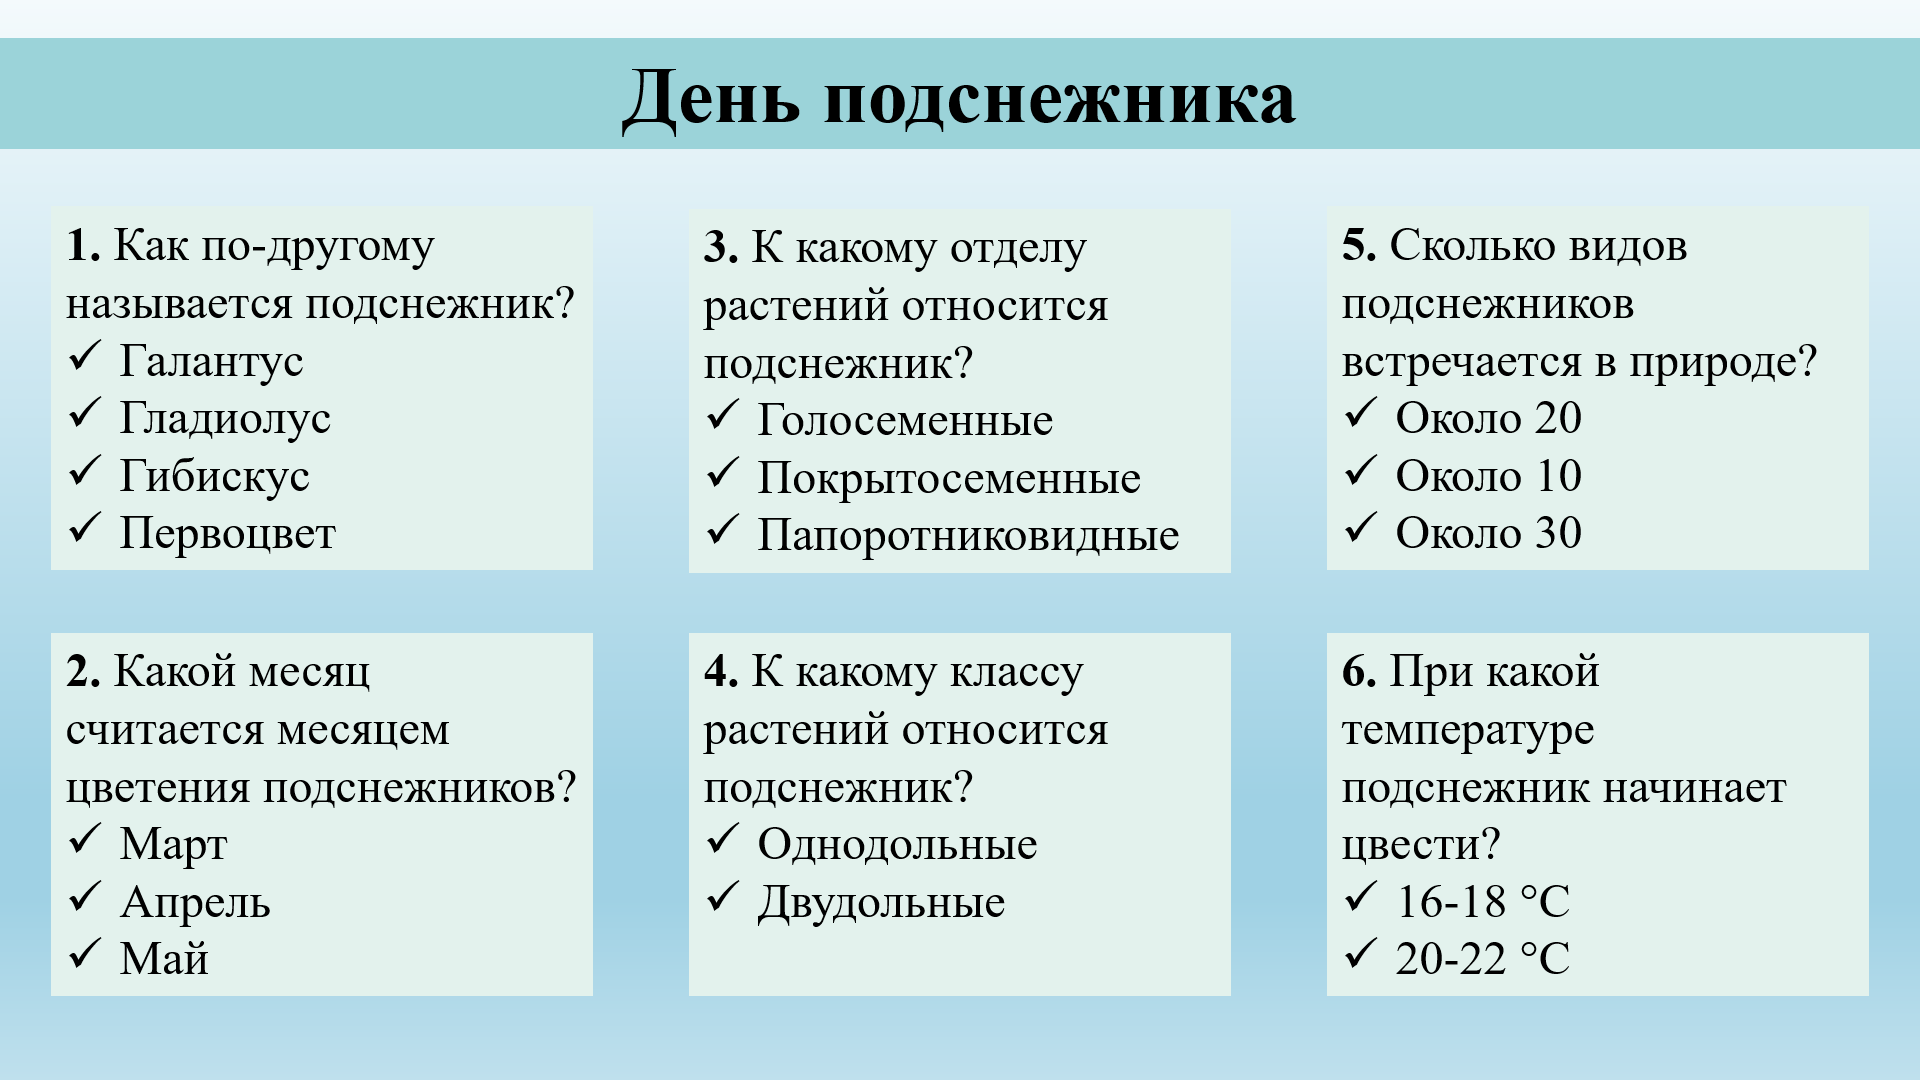 День подснежника
1. Как по-другому
называется подснежник?
✓ Галантус
✓ Гладиолус
✓ Гибискус
✓ Первоцвет
2. Какой месяц
считается месяцем
цветения подснежников?
✓ Март
✓ Апрель
✓ Май
3. К какому отделу
растений относится
подснежник?
✓ Голосеменные
✓ Покрытосеменные
✓ Папоротниковидные
4. К какому классу
растений относится
подснежник?
✓ Однодольные
✓ Двудольные
5. Сколько видов
подснежников
встречается в природе?
✓ Около 20
✓ Около 10
✓ Около 30
6. При какой
температуре
подснежник начинает
цвести?
✓ 16-18 °C
✓ 20-22 °C